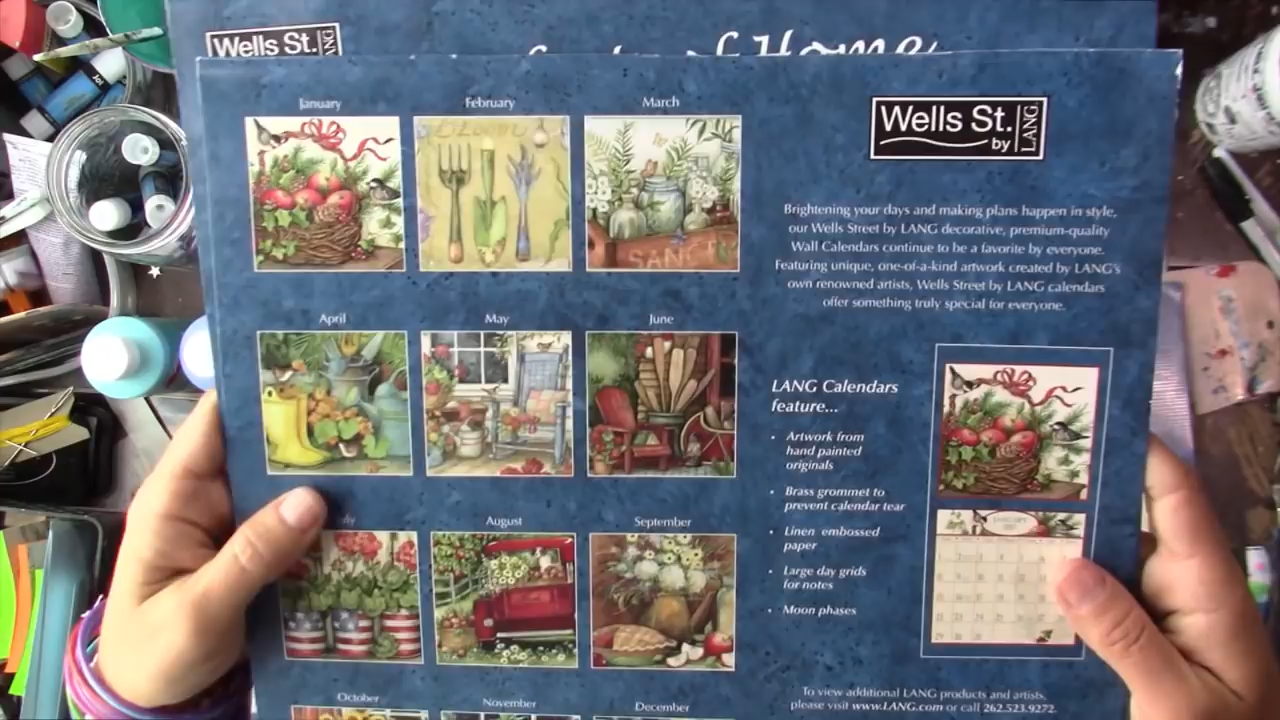 Wells St.
LANG
of Home
January
February
March
Bloom
SANCT
Wells St.
by
LANG
Brightening your days and making plans happen in style,
our Wells Street by LANG decorative, premium-quality
Wall Calendars continue to be a favorite by everyone.
Featuring unique, one-of-a-kind artwork created by LANG's
own renowned artists, Wells Street by LANG calendars
offer something truly special for everyone.
April
May
June
LANG Calendars
feature...
• Artwork from
hand painted
originals
• Brass grommet to
prevent calendar tear
• Linen embossed
paper
• Large day grids
for notes
• Moon phases
JANUARY
August
September
October
November
December
To view additional LANG products and artists,
please visit www.LANG.com or call 262.523.9272.